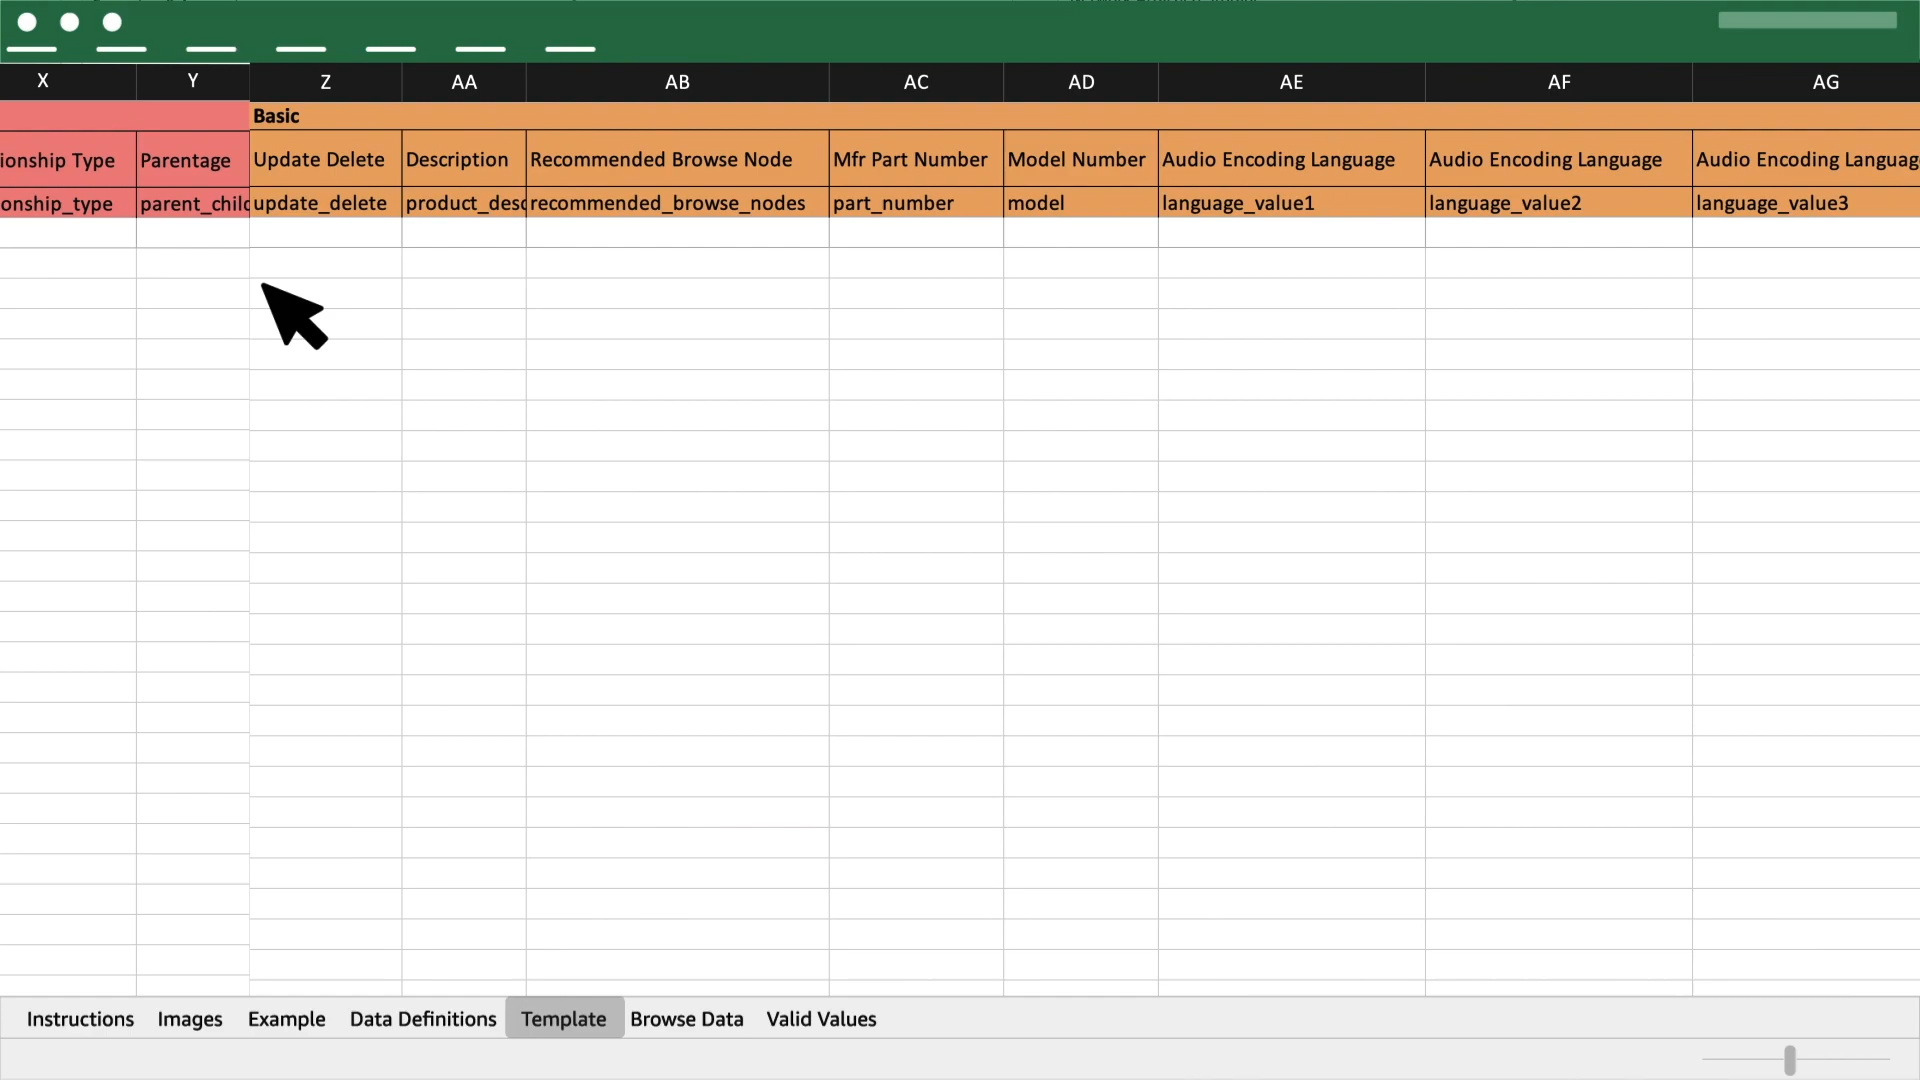 X Y Z AA AB AC AD AE AF AG
Basic
ionship Type Parentage Update Delete Description Recommended Browse Node Mfr Part Number Model Number Audio Encoding Language Audio Encoding Language Audio Encoding Languag
onship_type parent_chil update_delete product_des recommended_browse_nodes part_number model language_value1 language_value2 language_value3
Instructions Images Example Data Definitions Template Browse Data Valid Values